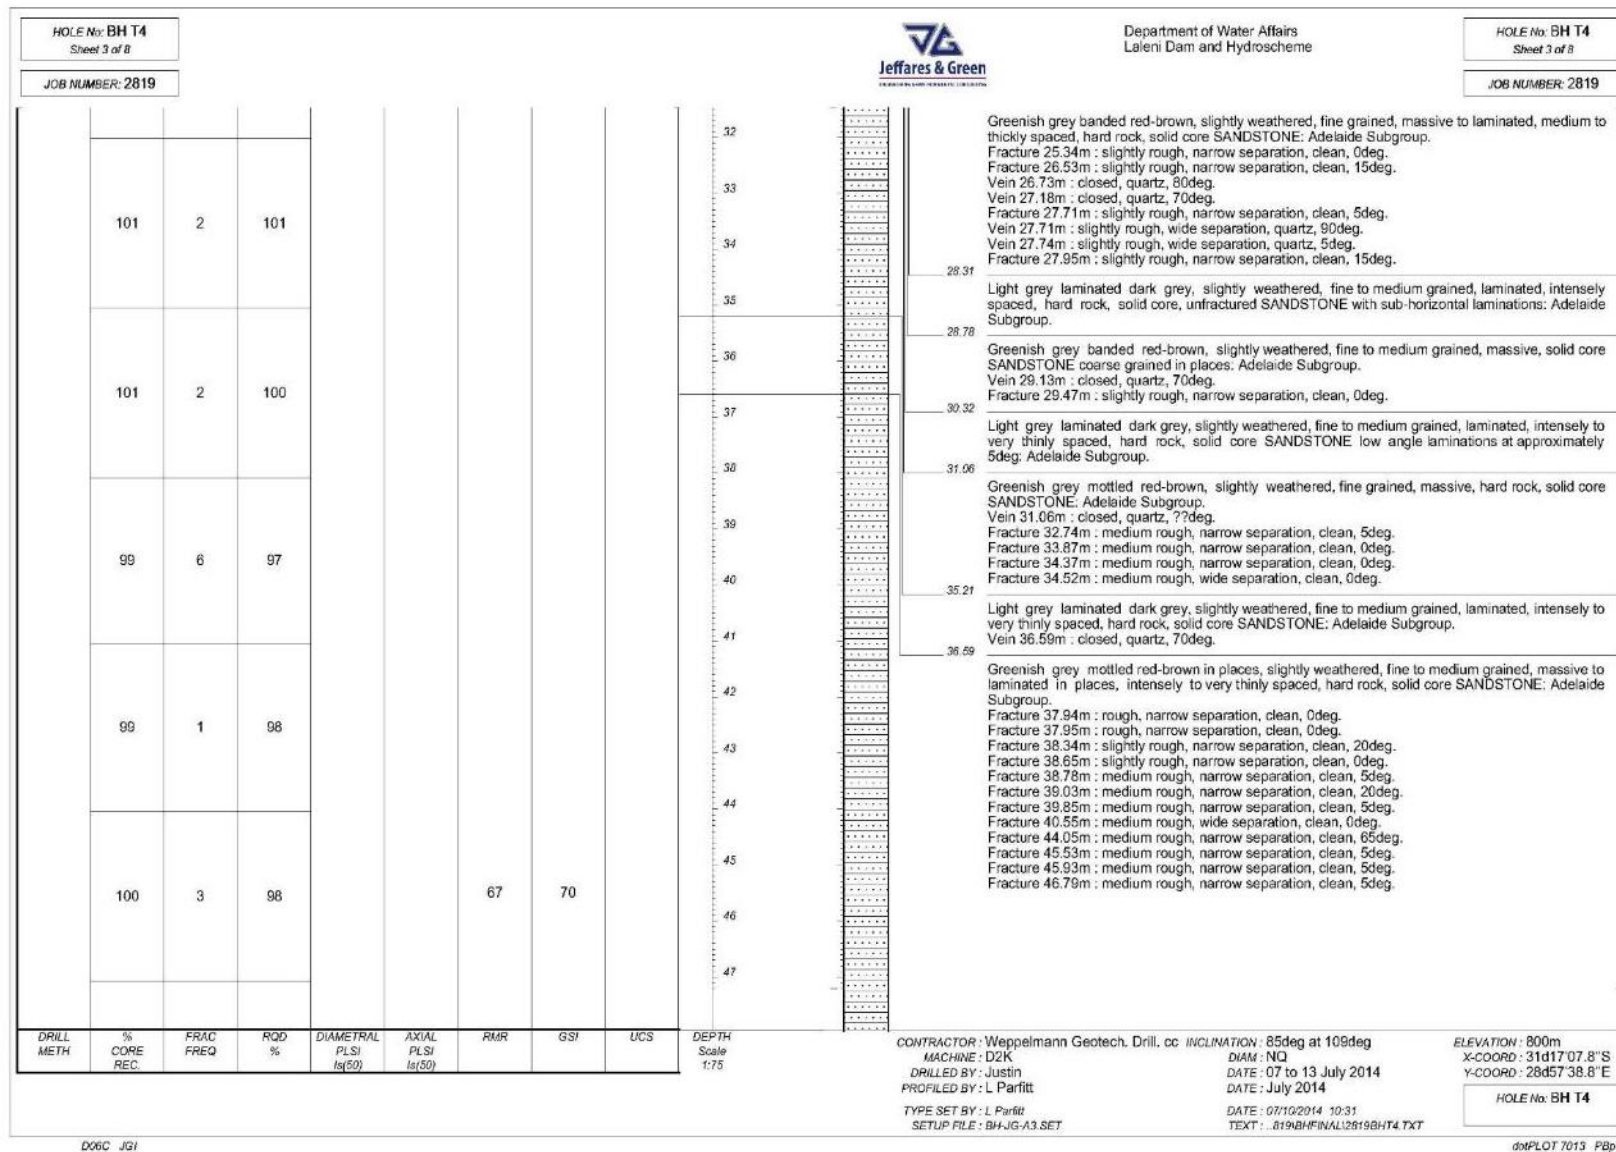 HOLE No: BH T4
Sheet 3 of 8
JOB NUMBER: 2819
Jeffares & Green
Department of Water Affairs
Laleni Dam and Hydroscheme
HOLE No: BH T4
Sheet 3 of 8
JOB NUMBER: 2819
101 2 101
101 2 100
99 6 97
99 1 98
100 3 98 67 70
32
33
34
35
36
37
38
39
40
41
42
43
44
45
46
47
Greenish grey banded red-brown, slightly weathered, fine grained, massive to laminated, medium to
thickly spaced, hard rock, solid core SANDSTONE: Adelaide Subgroup.
Fracture 25.34m : slightly rough, narrow separation, clean, 0deg.
Fracture 26.53m : slightly rough, narrow separation, clean, 15deg.
Vein 26.73m : closed, quartz, 80deg.
Vein 27.18m : closed, quartz, 70deg.
Fracture 27.71m : slightly rough, narrow separation, clean, 5deg.
Vein 27.71m : slightly rough, wide separation, quartz, 90deg.
Vein 27.74m : slightly rough, wide separation, quartz, 5deg.
Fracture 27.95m : slightly rough, narrow separation, clean, 15deg.
28.31
Light grey laminated dark grey, slightly weathered, fine to medium grained, laminated, intensely
spaced, hard rock, solid core, unfractured SANDSTONE with sub-horizontal laminations: Adelaide
Subgroup.
28.78
Greenish grey banded red-brown, slightly weathered, fine to medium grained, massive, solid core
SANDSTONE coarse grained in places: Adelaide Subgroup.
Vein 29.13m : closed, quartz, 70deg.
Fracture 29.47m : slightly rough, narrow separation, clean, 0deg.
30.32
Light grey laminated dark grey, slightly weathered, fine to medium grained, laminated, intensely to
very thinly spaced, hard rock, solid core SANDSTONE low angle laminations at approximately
5deg: Adelaide Subgroup.
31.06
Greenish grey mottled red-brown, slightly weathered, fine grained, massive, hard rock, solid core
SANDSTONE: Adelaide Subgroup.
Vein 31.06m : closed, quartz, ??deg.
Fracture 32.74m : medium rough, narrow separation, clean, 5deg.
Fracture 33.87m : medium rough, narrow separation, clean, 0deg.
Fracture 34.37m : medium rough, narrow separation, clean, 0deg.
Fracture 34.52m : medium rough, wide separation, clean, 0deg.
35.21
Light grey laminated dark grey, slightly weathered, fine to medium grained, laminated, intensely to
very thinly spaced, hard rock, solid core SANDSTONE: Adelaide Subgroup.
Vein 36.59m : closed, quartz, 70deg.
36.59
Greenish grey mottled red-brown in places, slightly weathered, fine to medium grained, massive to
laminated in places, intensely to very thinly spaced, hard rock, solid core SANDSTONE: Adelaide
Subgroup.
Fracture 37.94m : rough, narrow separation, clean, 0deg.
Fracture 37.95m : rough, narrow separation, clean, 0deg.
Fracture 38.34m : slightly rough, narrow separation, clean, 20deg.
Fracture 38.65m : slightly rough, narrow separation, clean, 0deg.
Fracture 38.78m : medium rough, narrow separation, clean, 5deg.
Fracture 39.03m : medium rough, narrow separation, clean, 20deg.
Fracture 39.85m : medium rough, narrow separation, clean, 5deg.
Fracture 40.55m : medium rough, wide separation, clean, 0deg.
Fracture 44.05m : medium rough, narrow separation, clean, 65deg.
Fracture 45.53m : medium rough, narrow separation, clean, 5deg.
Fracture 45.93m : medium rough, narrow separation, clean, 5deg.
Fracture 46.79m : medium rough, narrow separation, clean, 5deg.
DRILL METH
% CORE REC.
FRAC FREQ
RQD %
DIAMETRAL PLSI Is(50)
AXIAL PLSI Is(50)
RMR
GSI
UCS
DEPTH Scale 1:75
CONTRACTOR : Weppelmann Geotech. Drill. cc INCLINATION : 85deg at 109deg ELEVATION : 800m
MACHINE : D2K DIAM : NQ X-COORD : 31d17'07.8"S
DRILLED BY : Justin DATE : 07 to 13 July 2014 Y-COORD : 28d57'38.8"E
PROFILED BY : L Parfitt DATE : July 2014
HOLE No: BH T4
TYPE SET BY : L Parfitt DATE : 07/10/2014 10:31
SETUP FILE : BH-JG-A3.SET TEXT : ..819\BHFINAL\2819BHT4.TXT
D06C JGI dotPLOT 7013 PBp